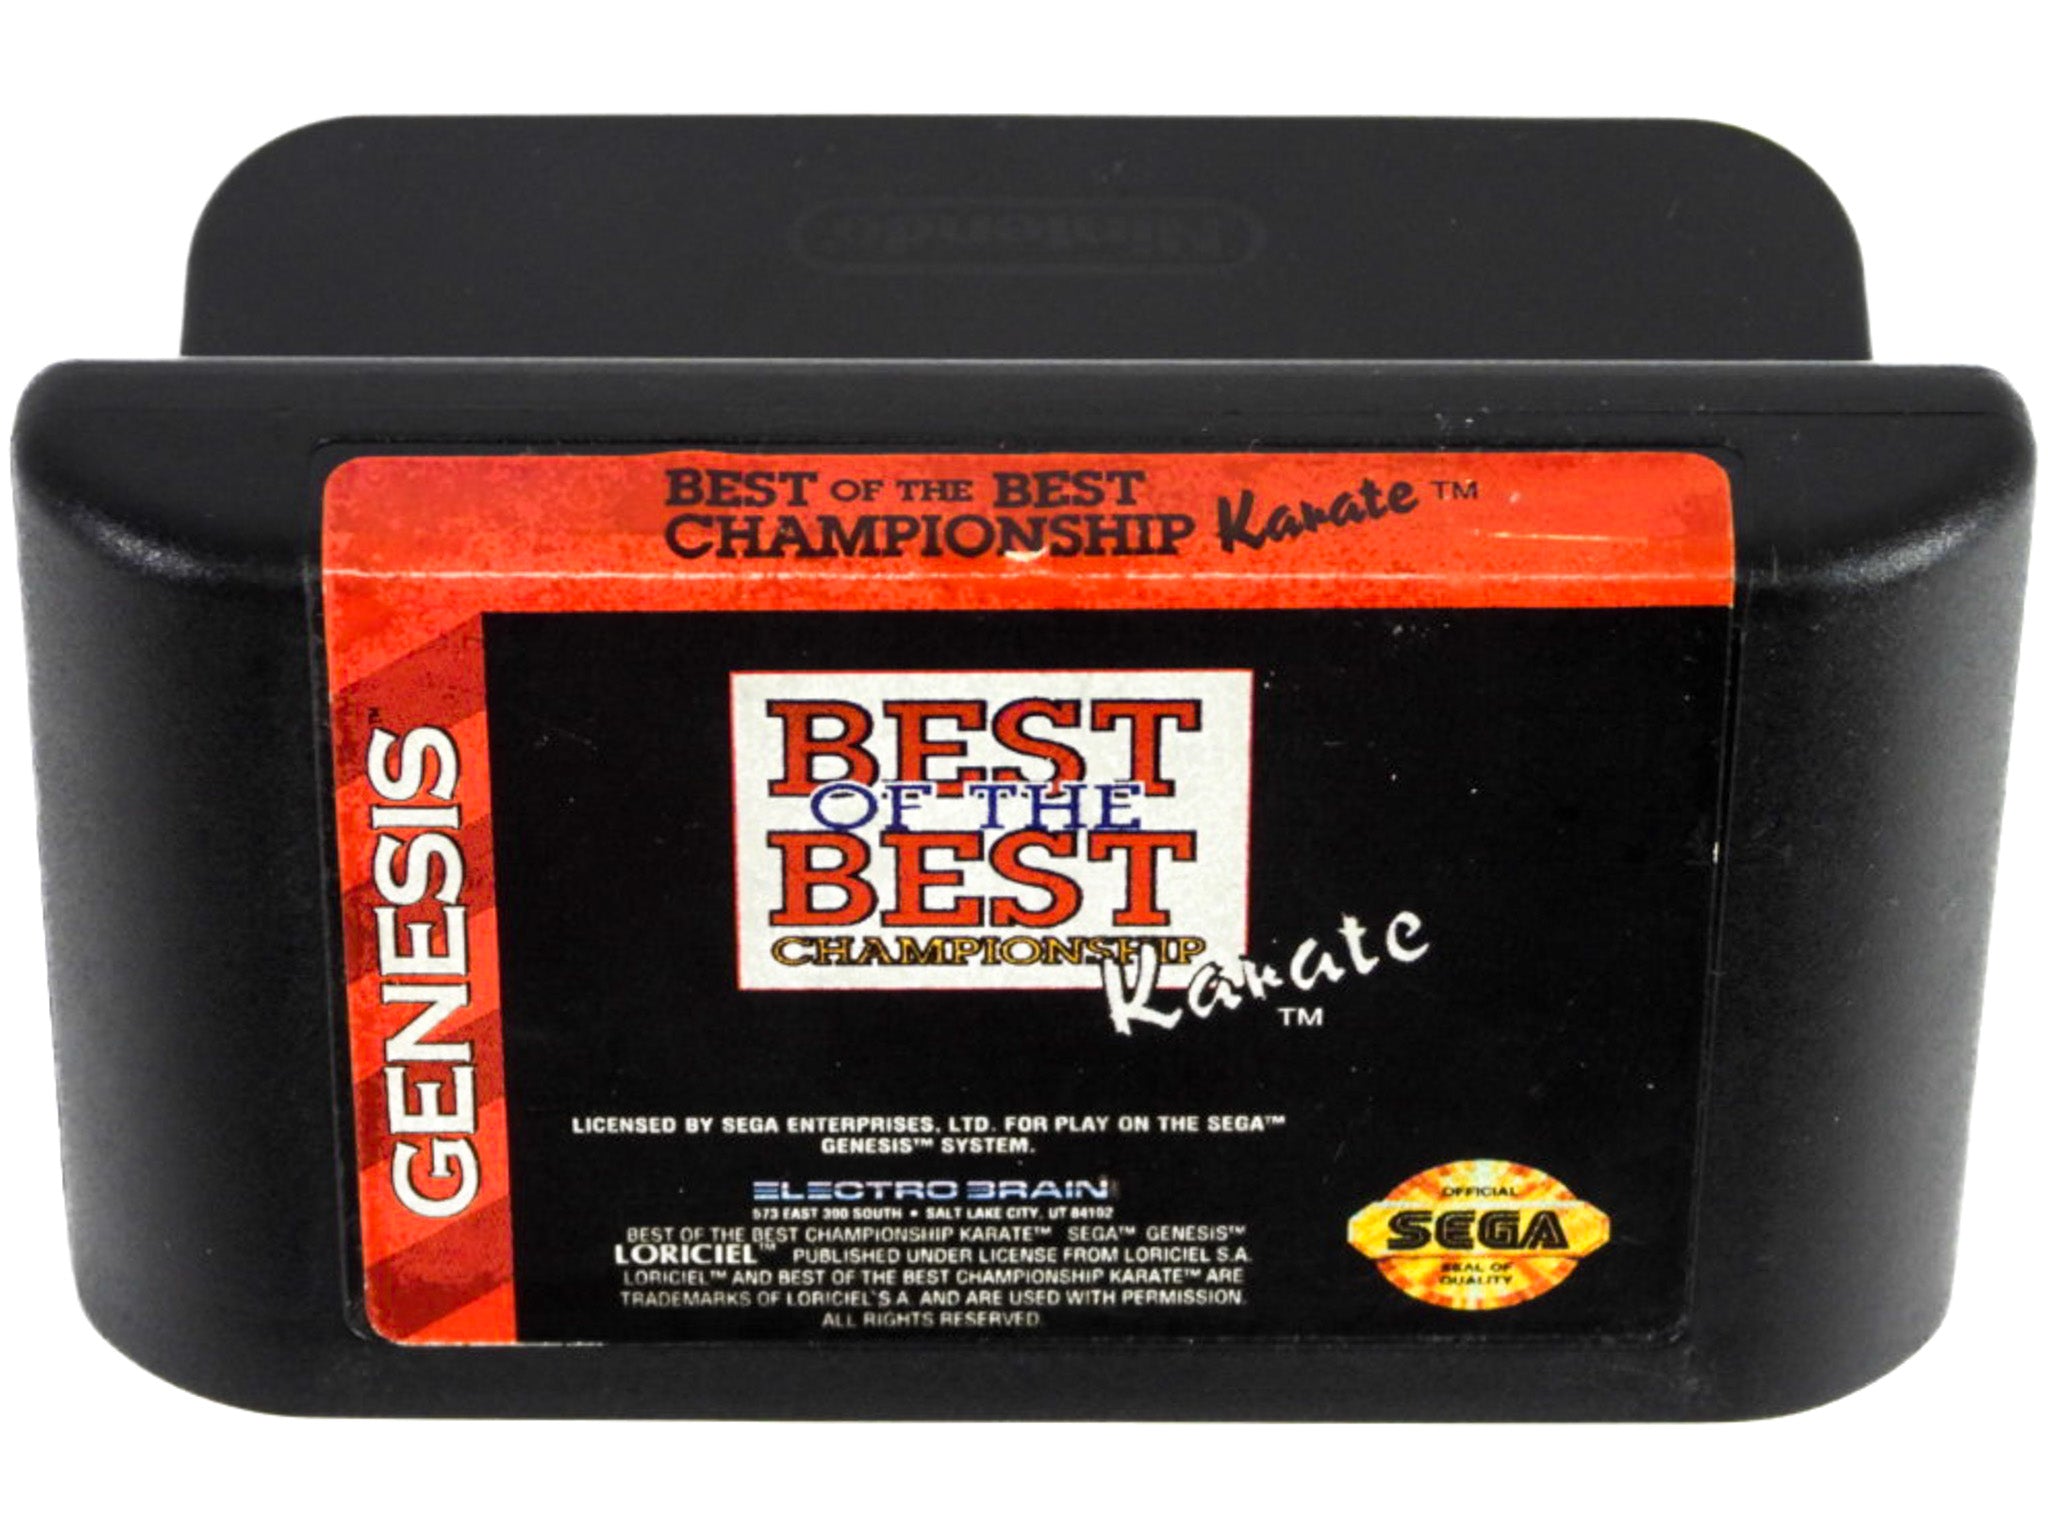 Nintendo
BEST OF THE BEST
CHAMPIONSHIP Karate ™
GENESIS™
BEST
OF THE
BEST
CHAMPIONSHIP
Karate
™
LICENSED BY SEGA ENTERPRISES, LTD. FOR PLAY ON THE SEGA™
GENESIS™ SYSTEM.
ELECTRO BRAIN
573 EAST 300 SOUTH • SALT LAKE CITY, UT 84102
BEST OF THE BEST CHAMPIONSHIP KARATE™ SEGA™ GENESIS™
LORICIEL™ PUBLISHED UNDER LICENSE FROM LORICIEL S.A.
LORICIEL™ AND BEST OF THE BEST CHAMPIONSHIP KARATE™ ARE
TRADEMARKS OF LORICIEL'S A. AND ARE USED WITH PERMISSION.
ALL RIGHTS RESERVED.
OFFICIAL
SEGA
SEAL OF
QUALITY